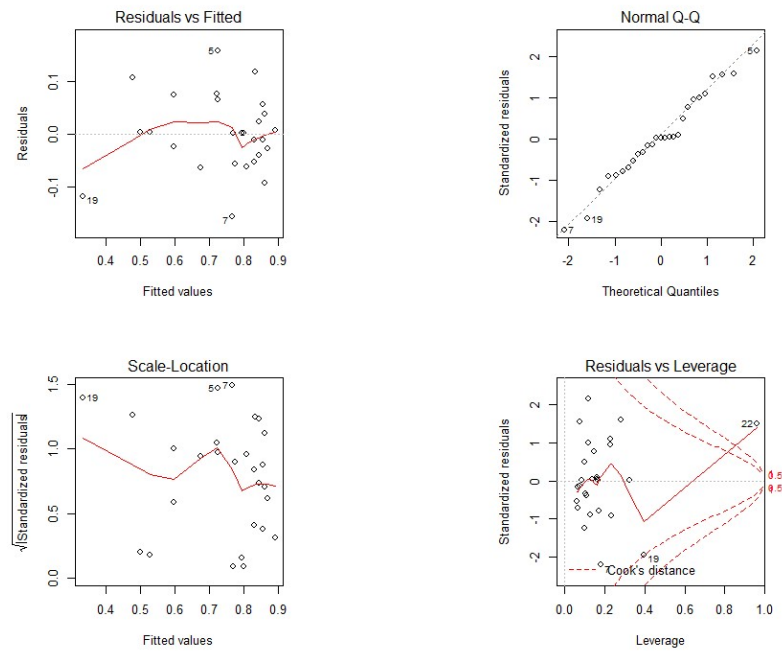 Residuals vs Fitted
Residuals
0.1
0.0
-0.1
5
19
7
0.4 0.5 0.6 0.7 0.8 0.9
Fitted values
Normal Q-Q
Standardized residuals
2
1
0
-1
-2
5
19
7
-2 -1 0 1 2
Theoretical Quantiles
Scale-Location
√|Standardized residuals|
1.5
1.0
0.5
0.0
19
5
7
0.4 0.5 0.6 0.7 0.8 0.9
Fitted values
Residuals vs Leverage
Standardized residuals
2
1
0
-1
-2
22
1
0.5
0.5
1
19
7
Cook's distance
0.0 0.2 0.4 0.6 0.8 1.0
Leverage